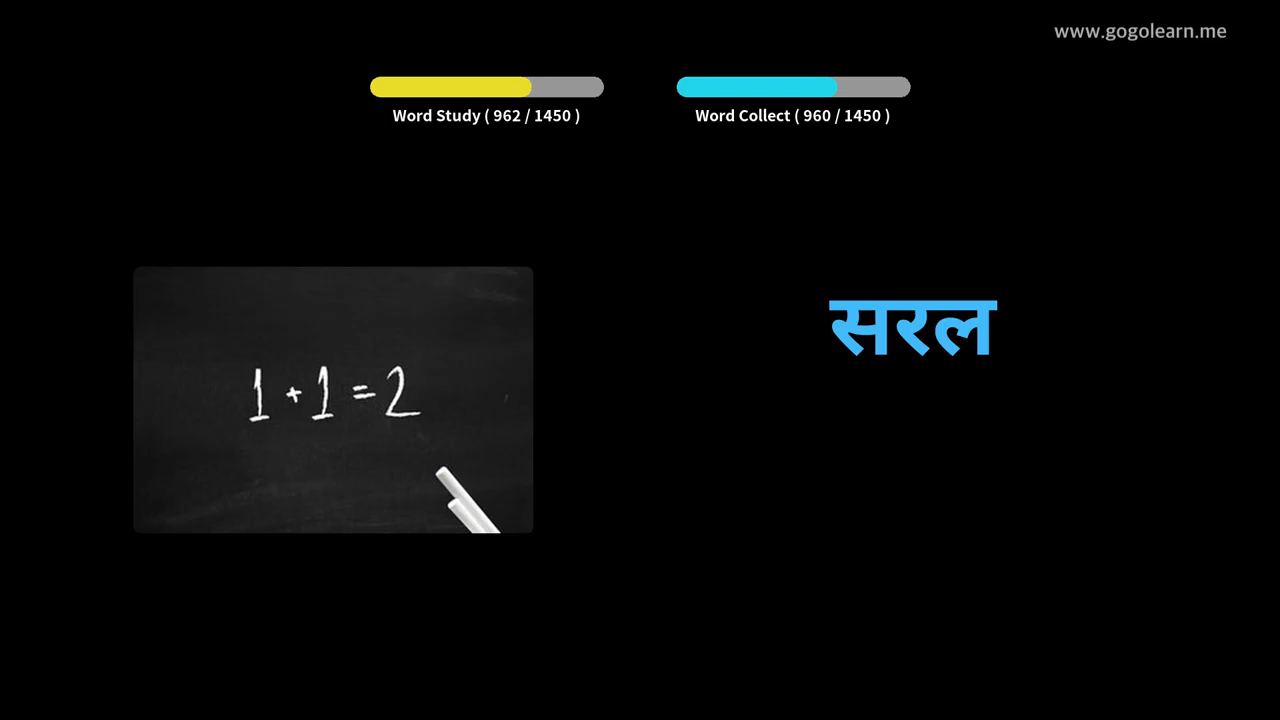 www.gogolearn.me
Word Study ( 962 / 1450 )
Word Collect ( 960 / 1450 )
सरल
1 + 1 = 2